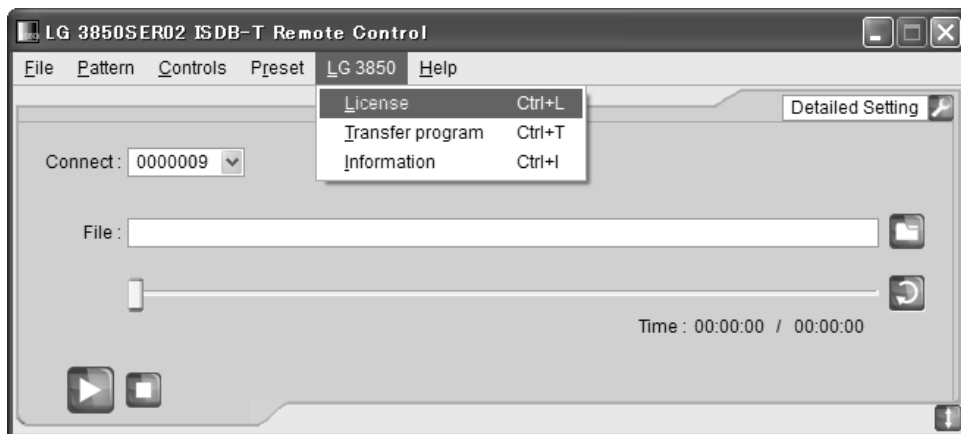 LG 3850SER02 ISDB-T Remote Control
File Pattern Controls Preset LG 3850 Help
License Ctrl+L
Transfer program Ctrl+T
Information Ctrl+I
Detailed Setting
Connect : 0000009
File :
Time : 00:00:00 / 00:00:00